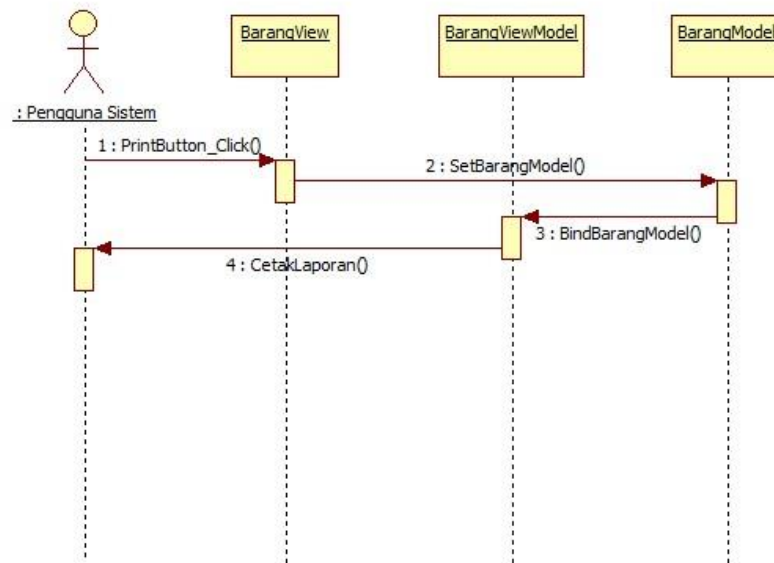 BarangView
BarangViewModel
BarangModel
: Pengguna Sistem
1 : PrintButton_Click()
2 : SetBarangModel()
3 : BindBarangModel()
4 : CetakLaporan()